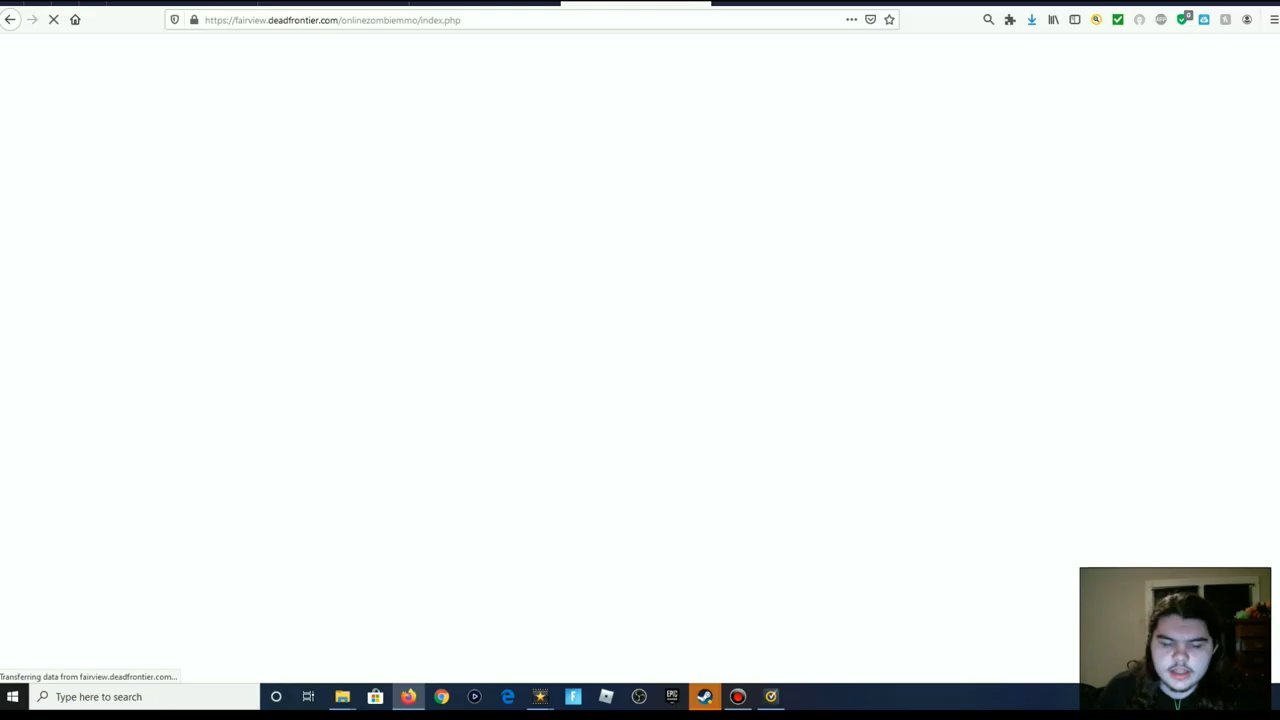 https://fairview.deadfrontier.com/onlinezombiemmo/index.php
Transferring data from fairview.deadfrontier.com...
Type here to search